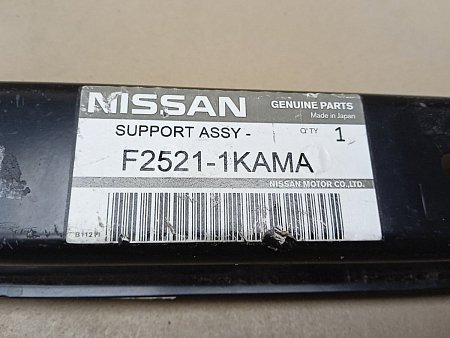 NISSAN GENUINE PARTS
Made in Japan
SUPPORT ASSY - Q'TY 1
F2521-1KAMA
NISSAN MOTOR CO.,LTD.